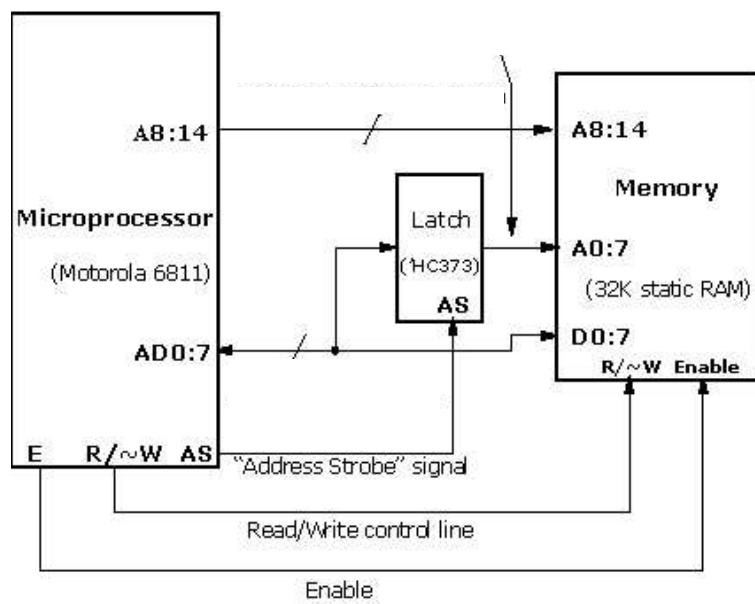 A8:14
A8:14
Microprocessor
(Motorola 6811)
Memory
Latch
('HC373)
AS
A0:7
(32K static RAM)
AD0:7
D0:7
R/~W Enable
E R/~W AS
"Address Strobe" signal
Read/Write control line
Enable